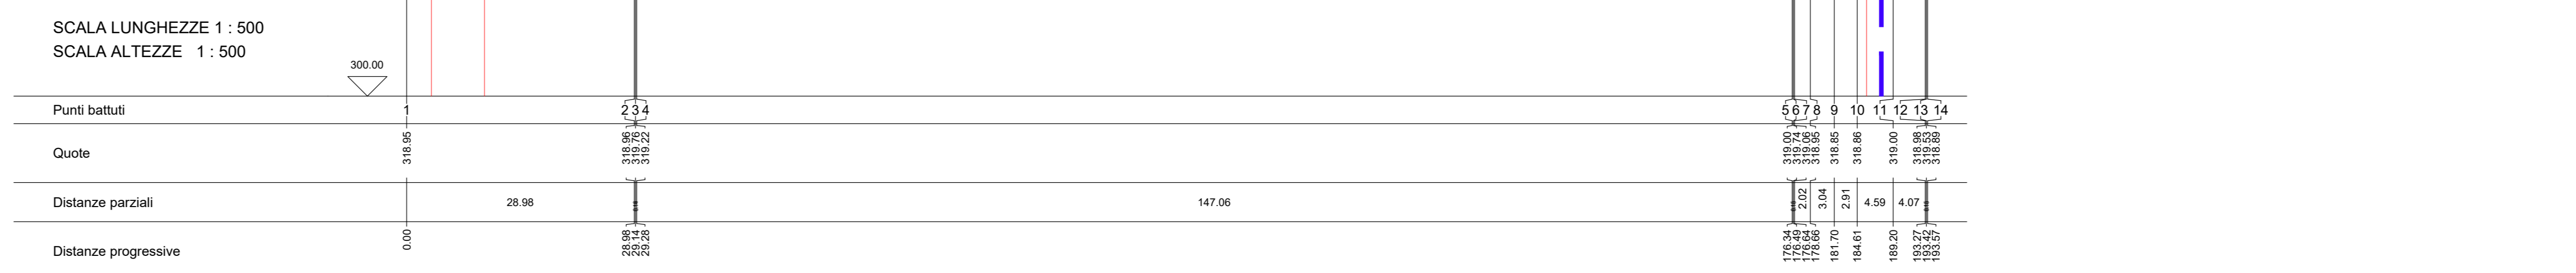 SCALA LUNGHEZZE 1 : 500
SCALA ALTEZZE 1 : 500
300.00
Punti battuti 1 2 3 4 5 6 7 8 9 10 11 12 13 14
Quote 318.95 318.96 319.76 319.22 319.00 319.74 319.06 318.95 318.85 318.86 319.00 318.98 319.53 318.89
Distanze parziali 28.98 147.06 2.02 3.04 2.91 4.59 4.07
Distanze progressive 0.00 28.98 29.14 29.28 176.34 176.49 176.64 178.66 181.70 184.61 189.20 193.27 193.42 193.57